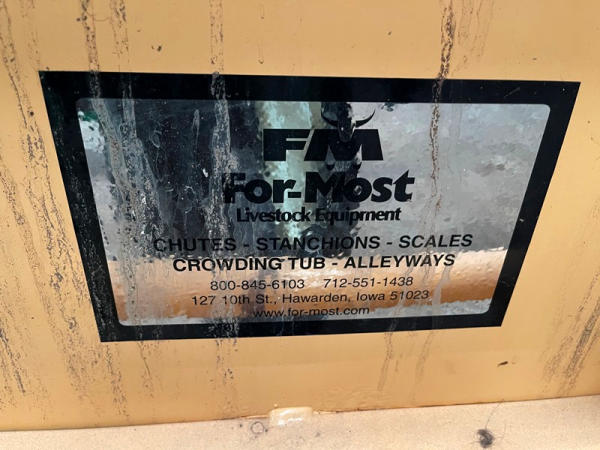 FM
For-Most
Livestock Equipment
CHUTES - STANCHIONS - SCALES
CROWDING TUB - ALLEYWAYS
800-845-6103 712-551-1438
127 10th St., Hawarden, Iowa 51023
www.for-most.com